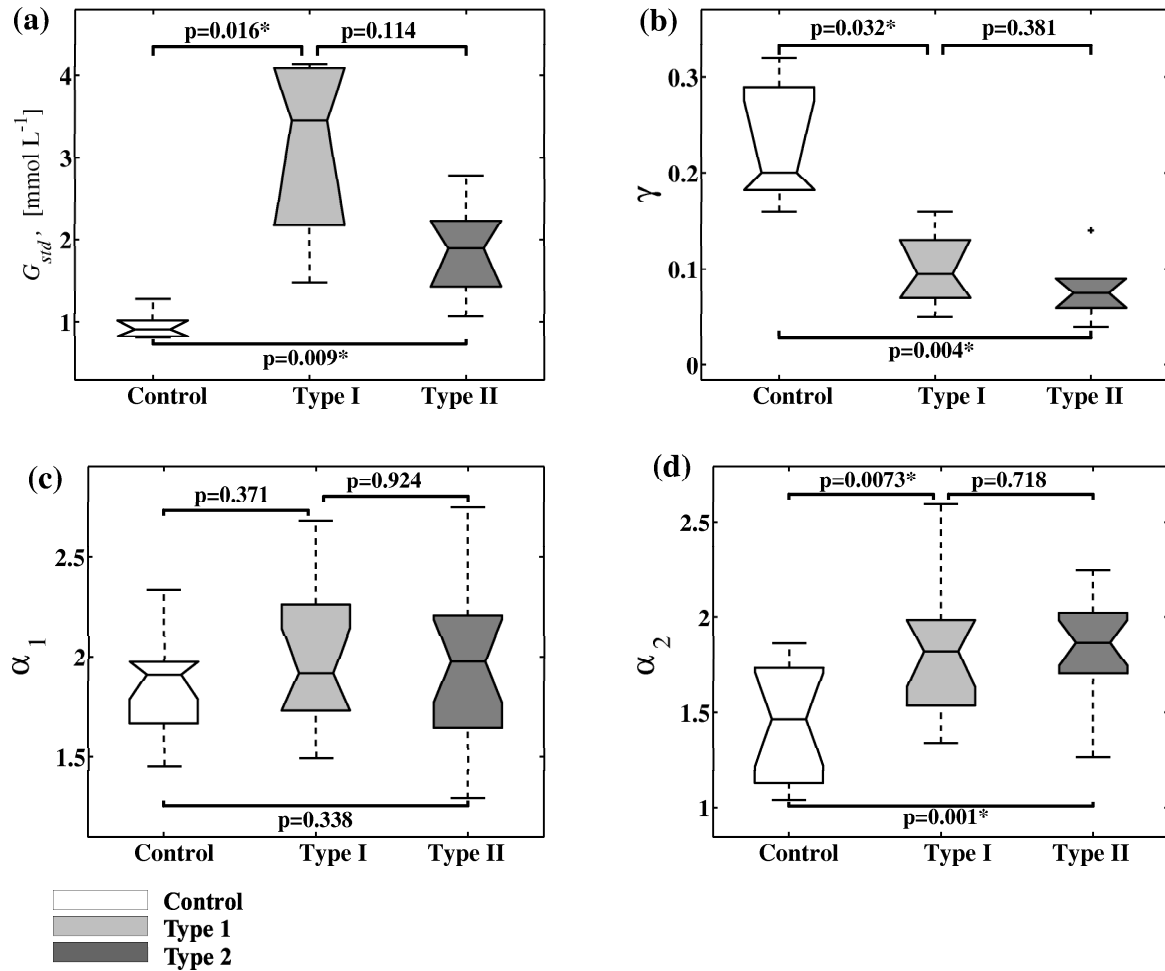 (a)
p=0.016* p=0.114
4
3
2
1
G_std, [mmol L⁻¹]
p=0.009*
Control Type I Type II
(b)
p=0.032* p=0.381
0.3
0.2
0.1
0
γ
p=0.004*
Control Type I Type II
(c)
p=0.371 p=0.924
2.5
2
1.5
α₁
p=0.338
Control Type I Type II
(d)
p=0.0073* p=0.718
2.5
2
1.5
1
α₂
p=0.001*
Control Type I Type II
Control
Type 1
Type 2